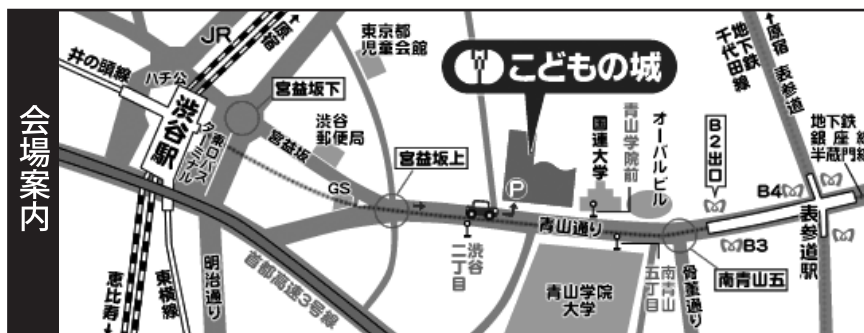 会場案内
JR
↑原宿
井の頭線
ハチ公
渋谷駅
東口バス
ターミナル
宮益坂下
宮益坂
渋谷
郵便局
東京都
児童会館
宮益坂上
GS
こどもの城
P
国連大学
青山学院前
オーバルビル
B2出口
↑原宿 表参道
地下鉄
千代田線
地下鉄
銀座線
半蔵門線
B4
B3
表参道駅
青山通り
渋谷
二丁目
青山学院
大学
南青山
五丁目
骨董通り
南青山五
首都高速3号線
明治通り
東横線
恵比寿↓